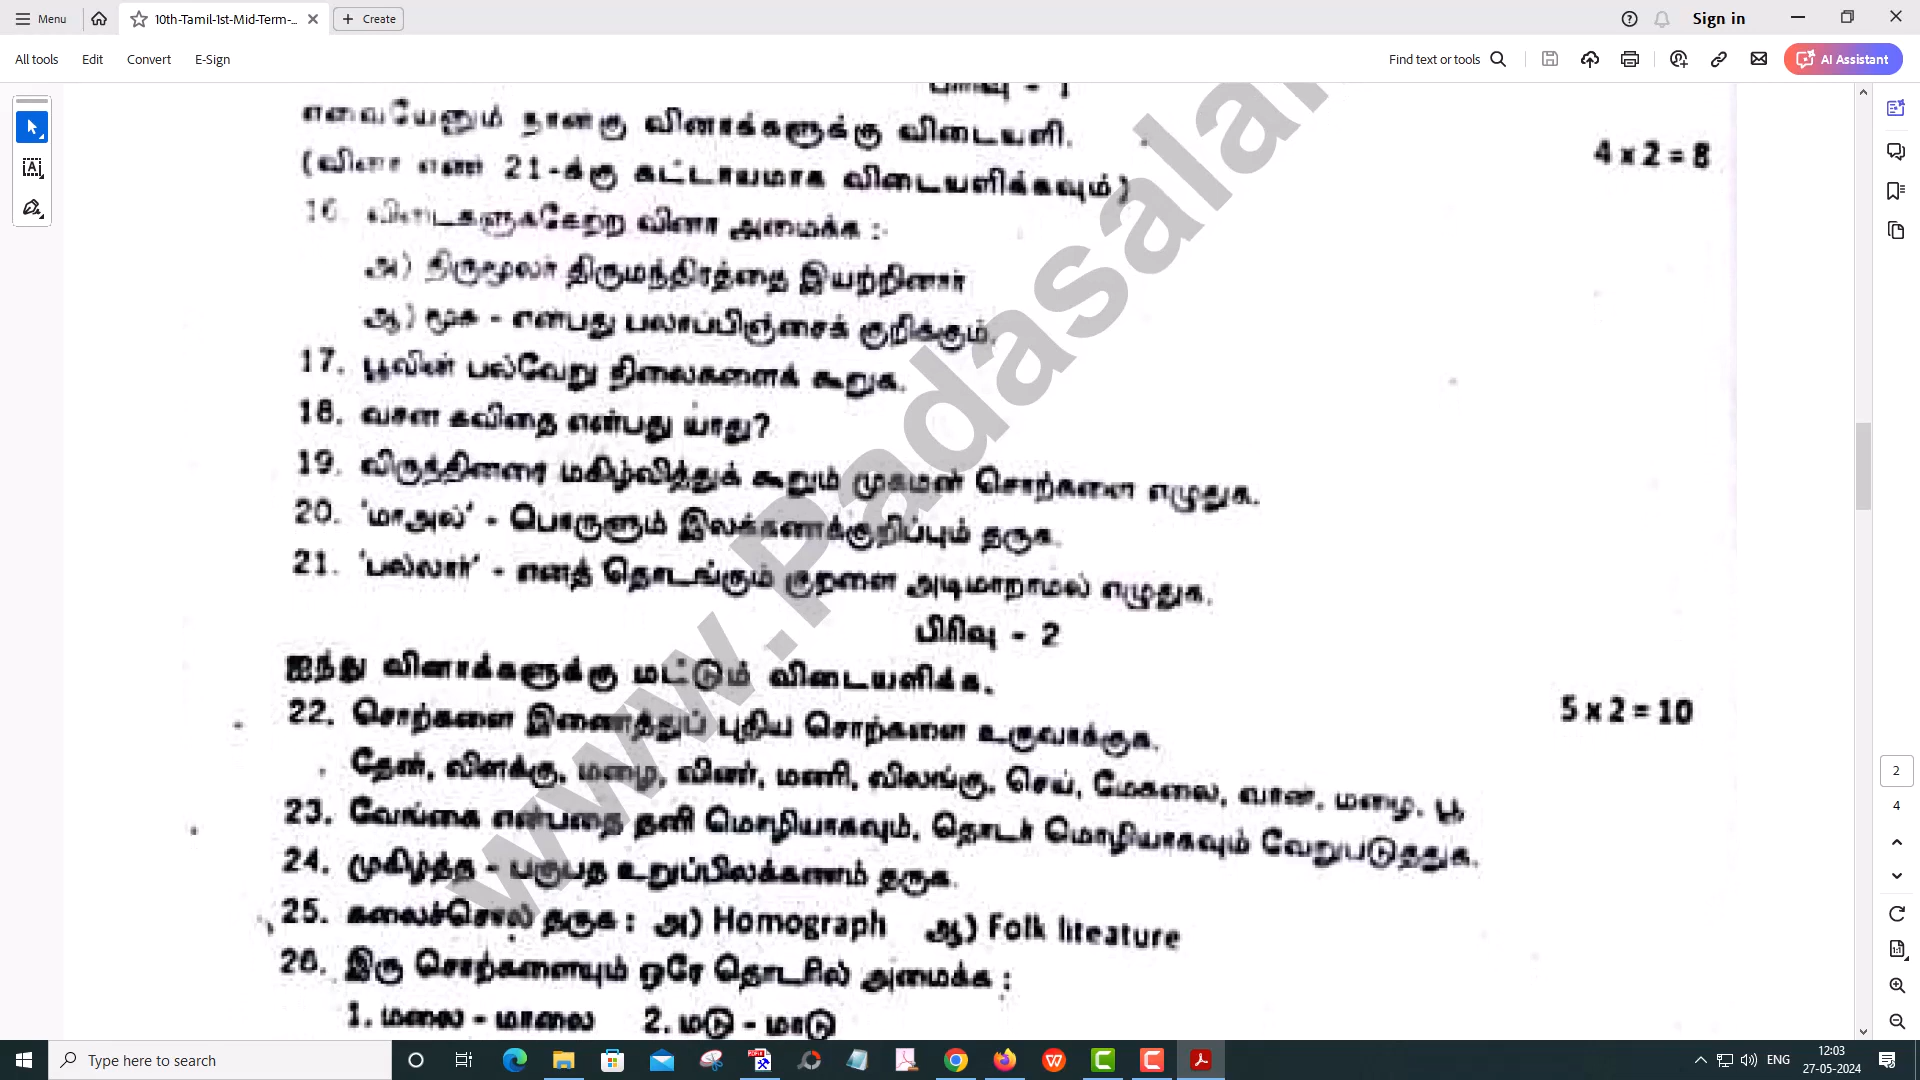 Menu
10th-Tamil-1st-Mid-Term-...
Create
Sign in
All tools Edit Convert E-Sign
Find text or tools
AI Assistant
பிரிவு - 1
எவையேனும் நான்கு வினாக்களுக்கு விடையளி. 4 x 2 = 8
(வினா எண் 21-க்கு கட்டாயமாக விடையளிக்கவும்)
16. விடைகளுக்கேற்ற வினா அமைக்க :-
அ) திருமூலர் திருமந்திரத்தை இயற்றினார்
ஆ) மூசு - என்பது பலாப்பிஞ்சைக் குறிக்கும்.
17. பூவின் பல்வேறு நிலைகளைக் கூறுக.
18. வசன கவிதை என்பது யாது?
19. விருந்தினரை மகிழ்வித்துக் கூறும் முகமன் சொற்களை எழுதுக.
20. 'மாஅல்' - பொருளும் இலக்கணக்குறிப்பும் தருக.
21. 'பல்லார்' - எனத் தொடங்கும் குறளை அடிமாறாமல் எழுதுக.
பிரிவு - 2
ஐந்து வினாக்களுக்கு மட்டும் விடையளிக்க. 5 x 2 = 10
22. சொற்களை இணைத்துப் புதிய சொற்களை உருவாக்குக.
தேன், விளக்கு, மழை, விண், மணி, விலங்கு, செய், மேகலை, வான, மழை, பூ
23. வேங்கை என்பதை தனி மொழியாகவும், தொடர் மொழியாகவும் வேறுபடுத்துக.
24. முகிழ்த்த - பகுபத உறுப்பிலக்கணம் தருக.
25. கலைச்சொல் தருக : அ) Homograph ஆ) Folk liteature
26. இரு சொற்களையும் ஒரே தொடரில் அமைக்க :
1. மலை - மாலை 2. மடு - மாடு
www.Padasalai
2
4
Type here to search
ENG
12:03
27-05-2024